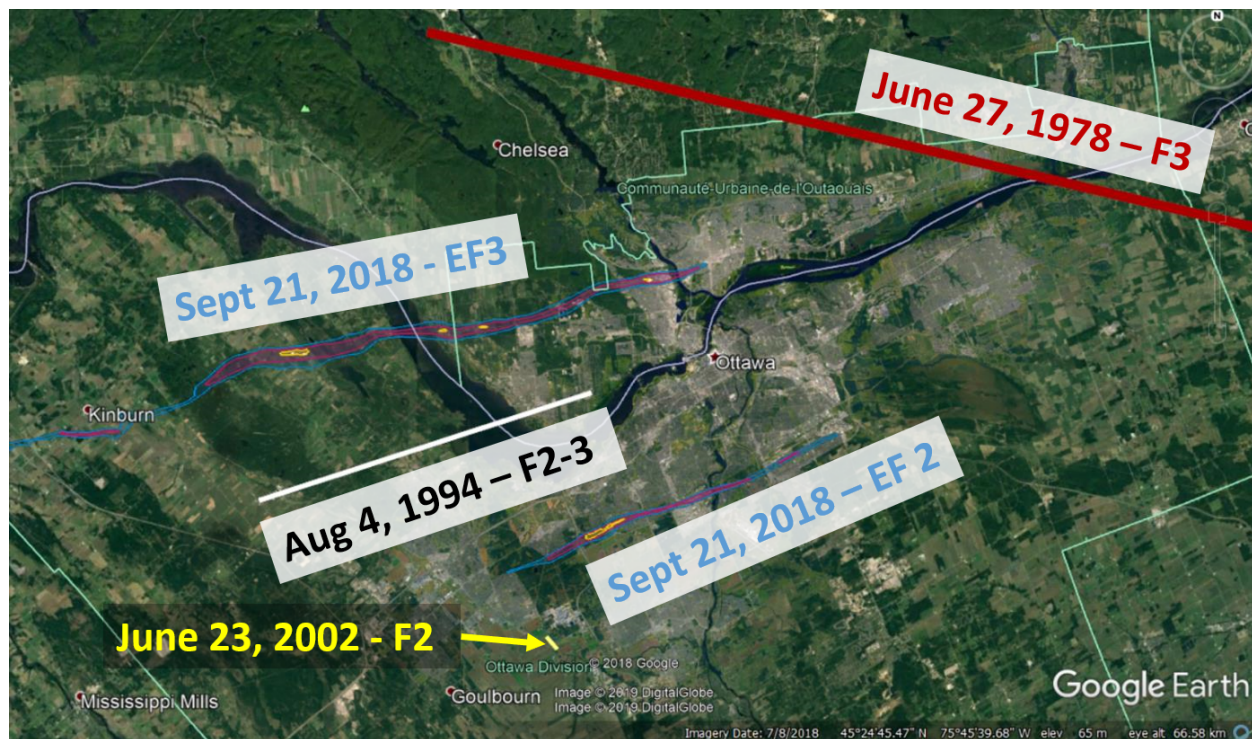 N
June 27, 1978 – F3
Chelsea
Communauté-Urbaine-de-l'Outaouais
Sept 21, 2018 - EF3
Ottawa
Kinburn
Aug 4, 1994 – F2-3
Sept 21, 2018 – EF 2
June 23, 2002 - F2
Ottawa Division
© 2018 Google
Goulbourn
Image © 2019 DigitalGlobe
Image © 2019 DigitalGlobe
Mississippi Mills
Google Earth
Imagery Date: 7/8/2018 45°24'45.47" N 75°45'39.68" W elev 65 m eye alt 66.58 km